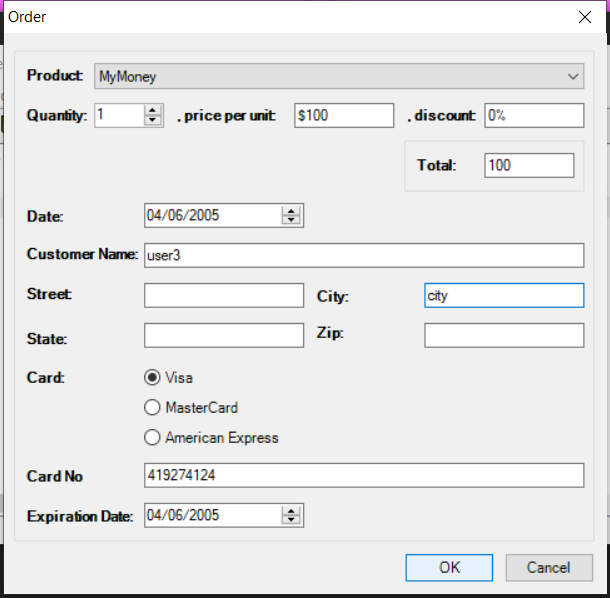 Order
Product: MyMoney
Quantity: 1 . price per unit: $100 . discount: 0%
Total: 100
Date: 04/06/2005
Customer Name: user3
Street: City: city
State: Zip:
Card: Visa
MasterCard
American Express
Card No 419274124
Expiration Date: 04/06/2005
OK Cancel